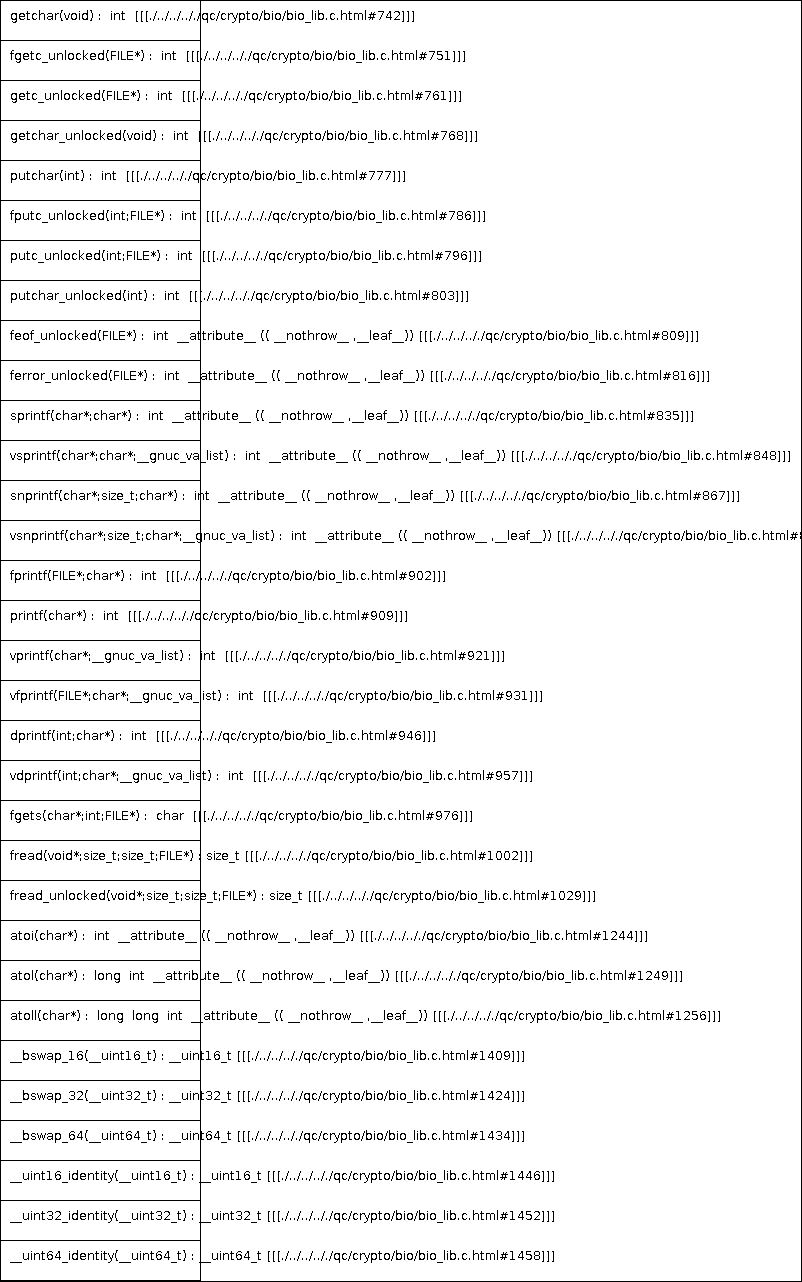 getchar(void) : int [[[./../../././qc/crypto/bio/bio_lib.c.html#742]]]
fgetc_unlocked(FILE*) : int [[[./../../././qc/crypto/bio/bio_lib.c.html#751]]]
getc_unlocked(FILE*) : int [[[./../../././qc/crypto/bio/bio_lib.c.html#761]]]
getchar_unlocked(void) : int [[[./../../././qc/crypto/bio/bio_lib.c.html#768]]]
putchar(int) : int [[[./../../././qc/crypto/bio/bio_lib.c.html#777]]]
fputc_unlocked(int;FILE*) : int [[[./../../././qc/crypto/bio/bio_lib.c.html#786]]]
putc_unlocked(int;FILE*) : int [[[./../../././qc/crypto/bio/bio_lib.c.html#796]]]
putchar_unlocked(int) : int [[[./../../././qc/crypto/bio/bio_lib.c.html#803]]]
feof_unlocked(FILE*) : int __attribute__ (( __nothrow__ ,__leaf__)) [[[./../../././qc/crypto/bio/bio_lib.c.html#809]]]
ferror_unlocked(FILE*) : int __attribute__ (( __nothrow__ ,__leaf__)) [[[./../../././qc/crypto/bio/bio_lib.c.html#816]]]
sprintf(char*;char*) : int __attribute__ (( __nothrow__ ,__leaf__)) [[[./../../././qc/crypto/bio/bio_lib.c.html#835]]]
vsprintf(char*;char*;__gnuc_va_list) : int __attribute__ (( __nothrow__ ,__leaf__)) [[[./../../././qc/crypto/bio/bio_lib.c.html#848]]]
snprintf(char*;size_t;char*) : int __attribute__ (( __nothrow__ ,__leaf__)) [[[./../../././qc/crypto/bio/bio_lib.c.html#867]]]
vsnprintf(char*;size_t;char*;__gnuc_va_list) : int __attribute__ (( __nothrow__ ,__leaf__)) [[[./../../././qc/crypto/bio/bio_lib.c.html#
fprintf(FILE*;char*) : int [[[./../../././qc/crypto/bio/bio_lib.c.html#902]]]
printf(char*) : int [[[./../../././qc/crypto/bio/bio_lib.c.html#909]]]
vprintf(char*;__gnuc_va_list) : int [[[./../../././qc/crypto/bio/bio_lib.c.html#921]]]
vfprintf(FILE*;char*;__gnuc_va_list) : int [[[./../../././qc/crypto/bio/bio_lib.c.html#931]]]
dprintf(int;char*) : int [[[./../../././qc/crypto/bio/bio_lib.c.html#946]]]
vdprintf(int;char*;__gnuc_va_list) : int [[[./../../././qc/crypto/bio/bio_lib.c.html#957]]]
fgets(char*;int;FILE*) : char [[[./../../././qc/crypto/bio/bio_lib.c.html#976]]]
fread(void*;size_t;size_t;FILE*) : size_t [[[./../../././qc/crypto/bio/bio_lib.c.html#1002]]]
fread_unlocked(void*;size_t;size_t;FILE*) : size_t [[[./../../././qc/crypto/bio/bio_lib.c.html#1029]]]
atoi(char*) : int __attribute__ (( __nothrow__ ,__leaf__)) [[[./../../././qc/crypto/bio/bio_lib.c.html#1244]]]
atol(char*) : long int __attribute__ (( __nothrow__ ,__leaf__)) [[[./../../././qc/crypto/bio/bio_lib.c.html#1249]]]
atoll(char*) : long long int __attribute__ (( __nothrow__ ,__leaf__)) [[[./../../././qc/crypto/bio/bio_lib.c.html#1256]]]
__bswap_16(__uint16_t) : __uint16_t [[[./../../././qc/crypto/bio/bio_lib.c.html#1409]]]
__bswap_32(__uint32_t) : __uint32_t [[[./../../././qc/crypto/bio/bio_lib.c.html#1424]]]
__bswap_64(__uint64_t) : __uint64_t [[[./../../././qc/crypto/bio/bio_lib.c.html#1434]]]
__uint16_identity(__uint16_t) : __uint16_t [[[./../../././qc/crypto/bio/bio_lib.c.html#1446]]]
__uint32_identity(__uint32_t) : __uint32_t [[[./../../././qc/crypto/bio/bio_lib.c.html#1452]]]
__uint64_identity(__uint64_t) : __uint64_t [[[./../../././qc/crypto/bio/bio_lib.c.html#1458]]]